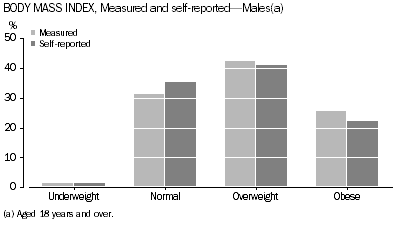 BODY MASS INDEX, Measured and self-reported—Males(a)
%
Measured
Self-reported
50
40
30
20
10
0
Underweight Normal Overweight Obese
(a) Aged 18 years and over.